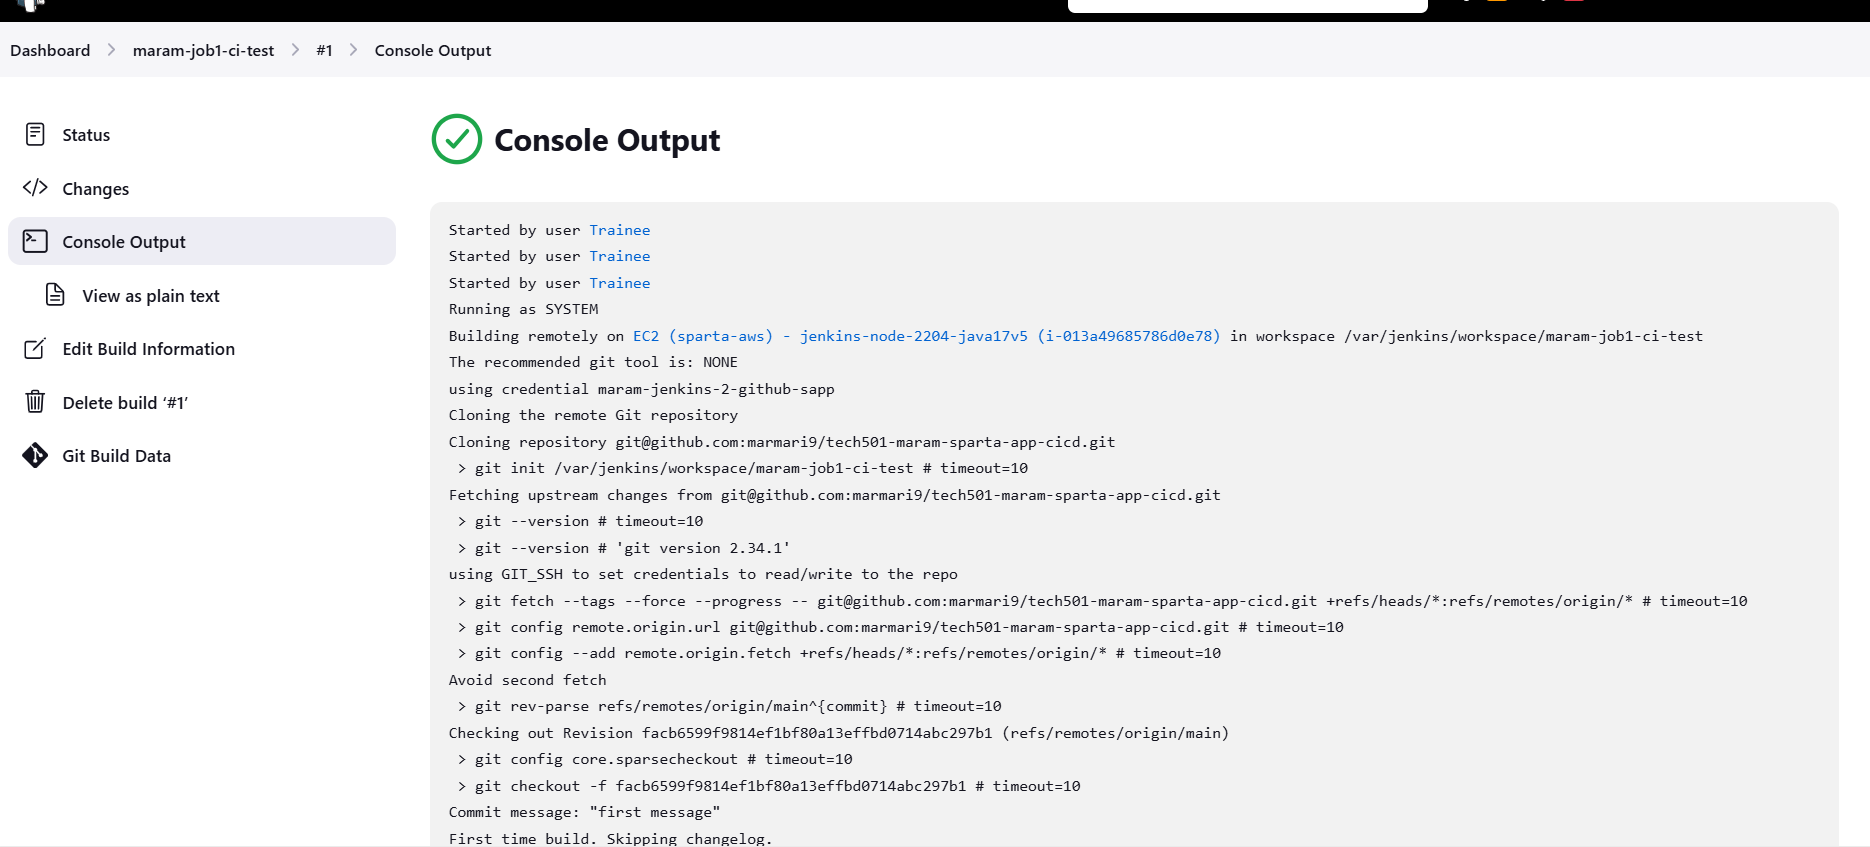 Dashboard > maram-job1-ci-test > #1 > Console Output
Status
Changes
Console Output
View as plain text
Edit Build Information
Delete build ‘#1’
Git Build Data
Console Output
Started by user Trainee
Started by user Trainee
Started by user Trainee
Running as SYSTEM
Building remotely on EC2 (sparta-aws) - jenkins-node-2204-java17v5 (i-013a49685786d0e78) in workspace /var/jenkins/workspace/maram-job1-ci-test
The recommended git tool is: NONE
using credential maram-jenkins-2-github-sapp
Cloning the remote Git repository
Cloning repository git@github.com:marmari9/tech501-maram-sparta-app-cicd.git
 > git init /var/jenkins/workspace/maram-job1-ci-test # timeout=10
Fetching upstream changes from git@github.com:marmari9/tech501-maram-sparta-app-cicd.git
 > git --version # timeout=10
 > git --version # 'git version 2.34.1'
using GIT_SSH to set credentials to read/write to the repo
 > git fetch --tags --force --progress -- git@github.com:marmari9/tech501-maram-sparta-app-cicd.git +refs/heads/*:refs/remotes/origin/* # timeout=10
 > git config remote.origin.url git@github.com:marmari9/tech501-maram-sparta-app-cicd.git # timeout=10
 > git config --add remote.origin.fetch +refs/heads/*:refs/remotes/origin/* # timeout=10
Avoid second fetch
 > git rev-parse refs/remotes/origin/main^{commit} # timeout=10
Checking out Revision facb6599f9814ef1bf80a13effbd0714abc297b1 (refs/remotes/origin/main)
 > git config core.sparsecheckout # timeout=10
 > git checkout -f facb6599f9814ef1bf80a13effbd0714abc297b1 # timeout=10
Commit message: "first message"
First time build. Skipping changelog.